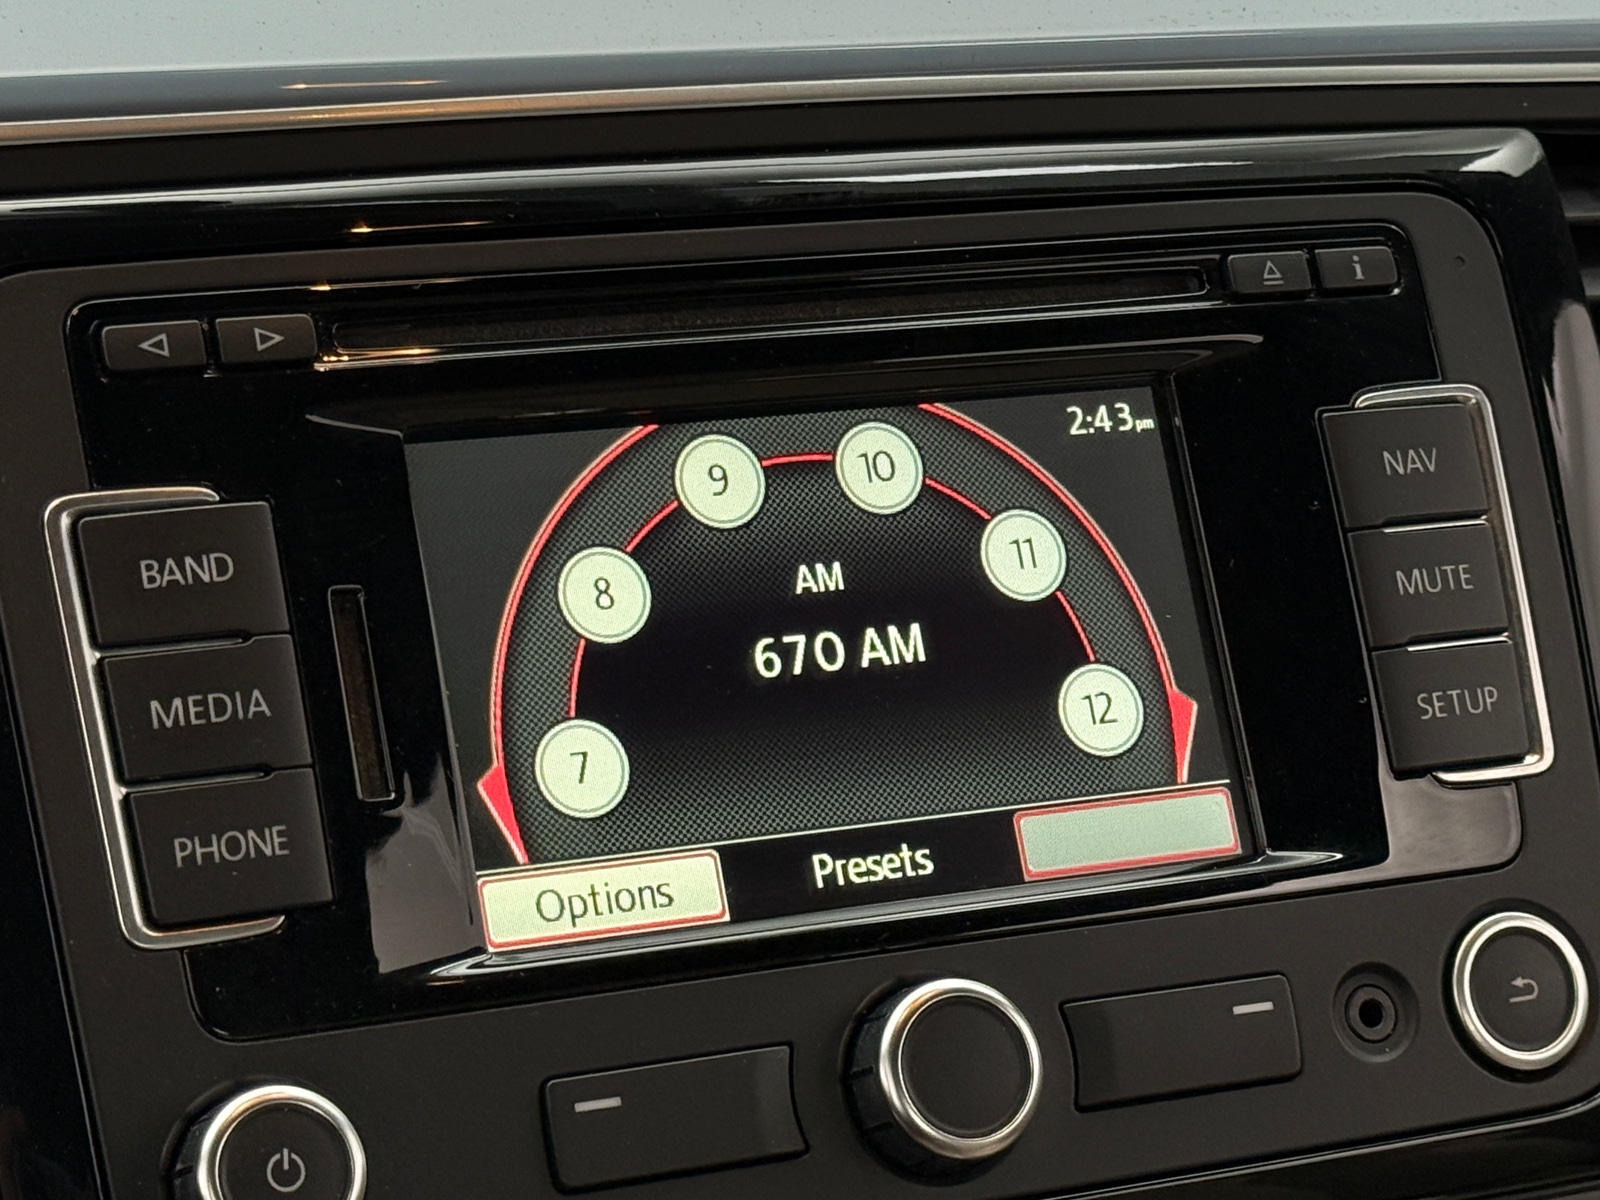 i
2:43pm
9
10
NAV
BAND
8
11
AM
MUTE
MEDIA
670 AM
7
12
SETUP
PHONE
Options
Presets